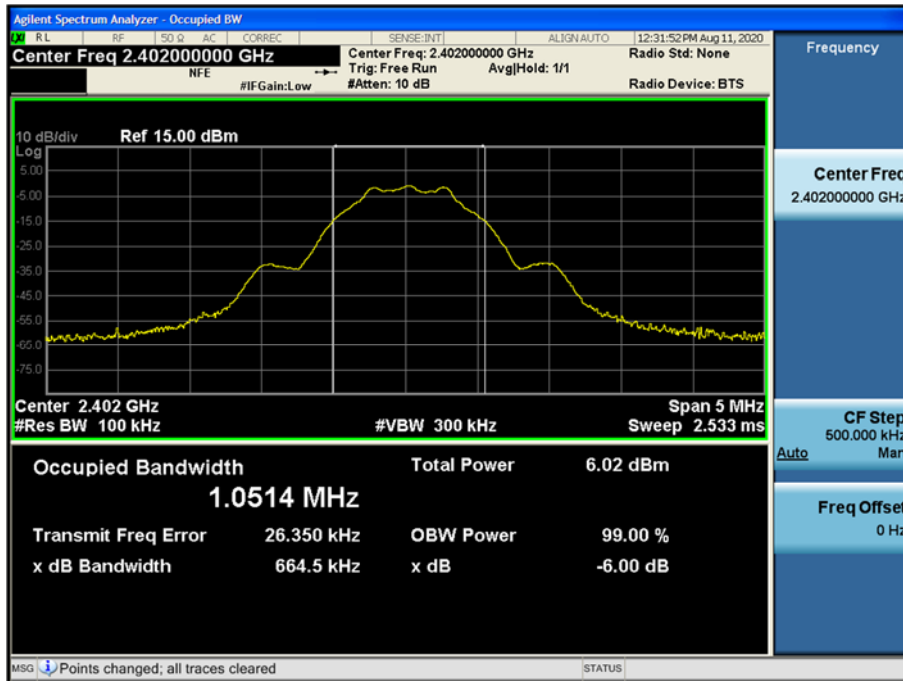 Agilent Spectrum Analyzer - Occupied BW
LXI RL RF 50 Ω AC CORREC SENSE:INT ALIGN AUTO 12:31:52 PM Aug 11, 2020
Center Freq 2.402000000 GHz
NFE
#IFGain:Low
Center Freq: 2.402000000 GHz
Trig: Free Run Avg|Hold: 1/1
#Atten: 10 dB
Radio Std: None
Radio Device: BTS
10 dB/div Ref 15.00 dBm
Log
5.00
-5.00
-15.0
-25.0
-35.0
-45.0
-55.0
-65.0
-75.0
Center 2.402 GHz Span 5 MHz
#Res BW 100 kHz #VBW 300 kHz Sweep 2.533 ms
Occupied Bandwidth Total Power 6.02 dBm
1.0514 MHz
Transmit Freq Error 26.350 kHz OBW Power 99.00 %
x dB Bandwidth 664.5 kHz x dB -6.00 dB
Frequency
Center Freq
2.402000000 GHz
CF Step
500.000 kHz
Auto Man
Freq Offset
0 Hz
MSG Points changed; all traces cleared STATUS